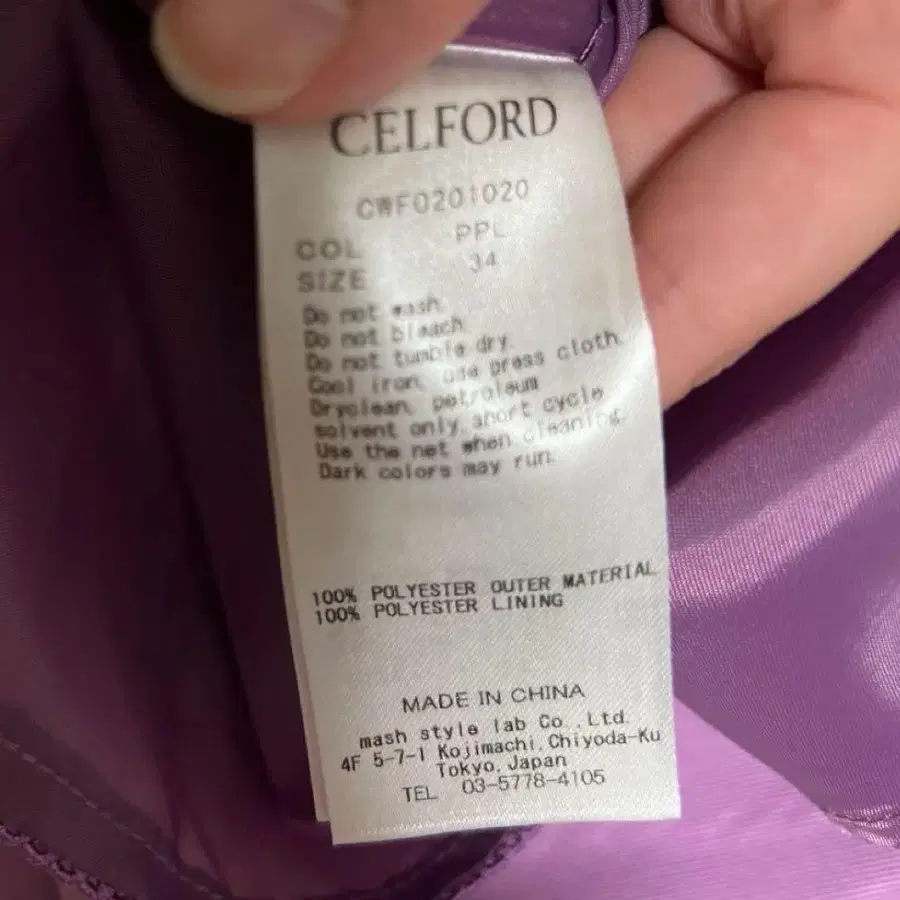 CELFORD
CWF0201020
COL PPL
SIZE 34
Do not wash.
Do not bleach.
Do not tumble dry.
Cool iron, use press cloth.
Dryclean, petroleum
solvent only, short cycle
Use the net when cleaning.
Dark colors may run.
100% POLYESTER OUTER MATERIAL
100% POLYESTER LINING
MADE IN CHINA
mash style lab Co.,Ltd.
4F 5-7-1 Kojimachi,Chiyoda-Ku
Tokyo,Japan
TEL 03-5778-4105